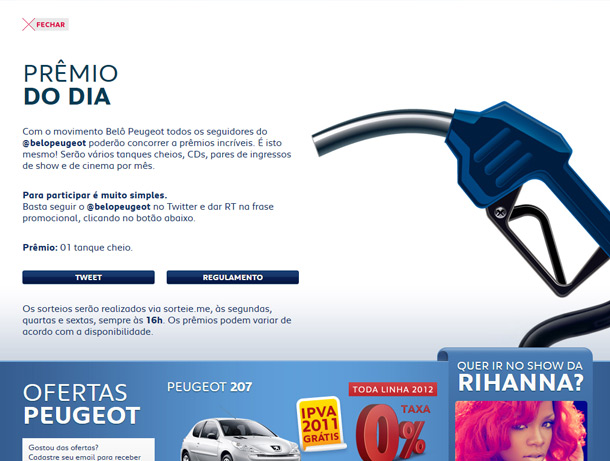 FECHAR
PRÊMIO
DO DIA
Com o movimento Belô Peugeot todos os seguidores do
@belopeugeot poderão concorrer a prêmios incríveis. É isto
mesmo! Serão vários tanques cheios, CDs, pares de ingressos
de show e de cinema por mês.
Para participar é muito simples.
Basta seguir o @belopeugeot no Twitter e dar RT na frase
promocional, clicando no botão abaixo.
Prêmio: 01 tanque cheio.
TWEET
REGULAMENTO
Os sorteios serão realizados via sorteie.me, às segundas,
quartas e sextas, sempre às 16h. Os prêmios podem variar de
acordo com a disponibilidade.
OFERTAS
PEUGEOT
Gostou das ofertas?
Cadastre seu email para receber
PEUGEOT 207
IPVA
2011
GRÁTIS
TODA LINHA 2012
TAXA
0%
QUER IR NO SHOW DA
RIHANNA?